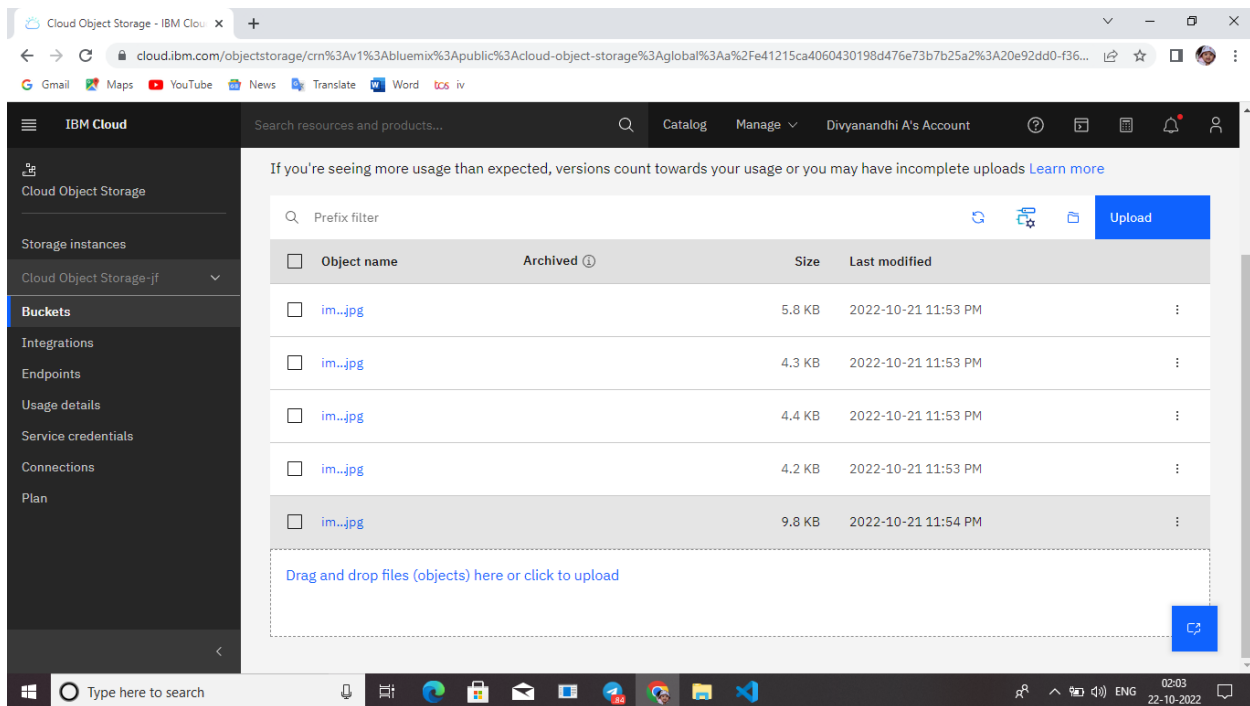 Cloud Object Storage - IBM Clou
cloud.ibm.com/objectstorage/crn%3Av1%3Abluemix%3Apublic%3Acloud-object-storage%3Aglobal%3Aa%2Fe41215ca4060430198d476e73b7b25a2%3A20e92dd0-f36...
Gmail Maps YouTube News Translate Word tcs iv
IBM Cloud Search resources and products... Catalog Manage Divyanandhi A's Account
Cloud Object Storage
Storage instances
Cloud Object Storage-jf
Buckets
Integrations
Endpoints
Usage details
Service credentials
Connections
Plan
If you're seeing more usage than expected, versions count towards your usage or you may have incomplete uploads Learn more
Prefix filter Upload
Object name Archived Size Last modified
im...jpg 5.8 KB 2022-10-21 11:53 PM
im...jpg 4.3 KB 2022-10-21 11:53 PM
im...jpg 4.4 KB 2022-10-21 11:53 PM
im...jpg 4.2 KB 2022-10-21 11:53 PM
im...jpg 9.8 KB 2022-10-21 11:54 PM
Drag and drop files (objects) here or click to upload
Type here to search 84 ENG 02:03
22-10-2022